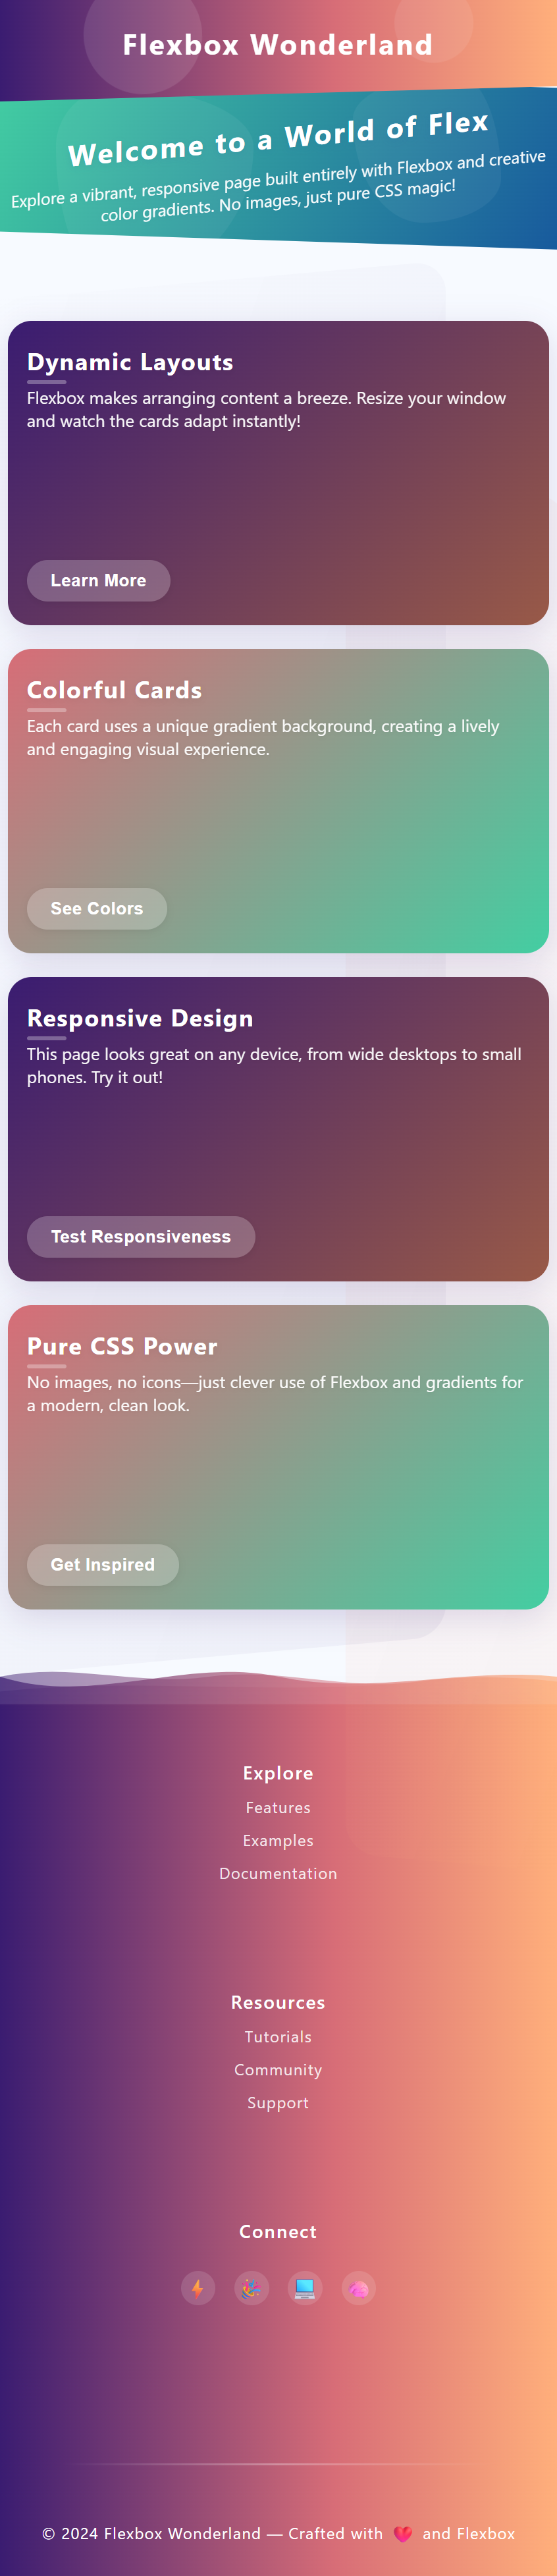 Flexbox Wonderland
Welcome to a World of Flex
Explore a vibrant, responsive page built entirely with Flexbox and creative
color gradients. No images, just pure CSS magic!
Dynamic Layouts
Flexbox makes arranging content a breeze. Resize your window
and watch the cards adapt instantly!
Learn More
Colorful Cards
Each card uses a unique gradient background, creating a lively
and engaging visual experience.
See Colors
Responsive Design
This page looks great on any device, from wide desktops to small
phones. Try it out!
Test Responsiveness
Pure CSS Power
No images, no icons—just clever use of Flexbox and gradients for
a modern, clean look.
Get Inspired
Explore
Features
Examples
Documentation
Resources
Tutorials
Community
Support
Connect
© 2024 Flexbox Wonderland — Crafted with 💖 and Flexbox